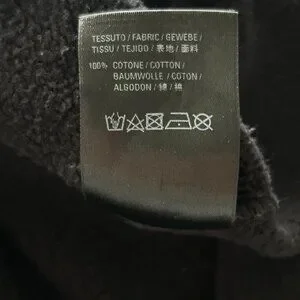 TESSUTO / FABRIC / GEWEBE /
TISSU / TEJIDO / 表地 / 面料
100% COTONE / COTTON /
BAUMWOLLE / COTON /
ALGODON / 綿 / 棉